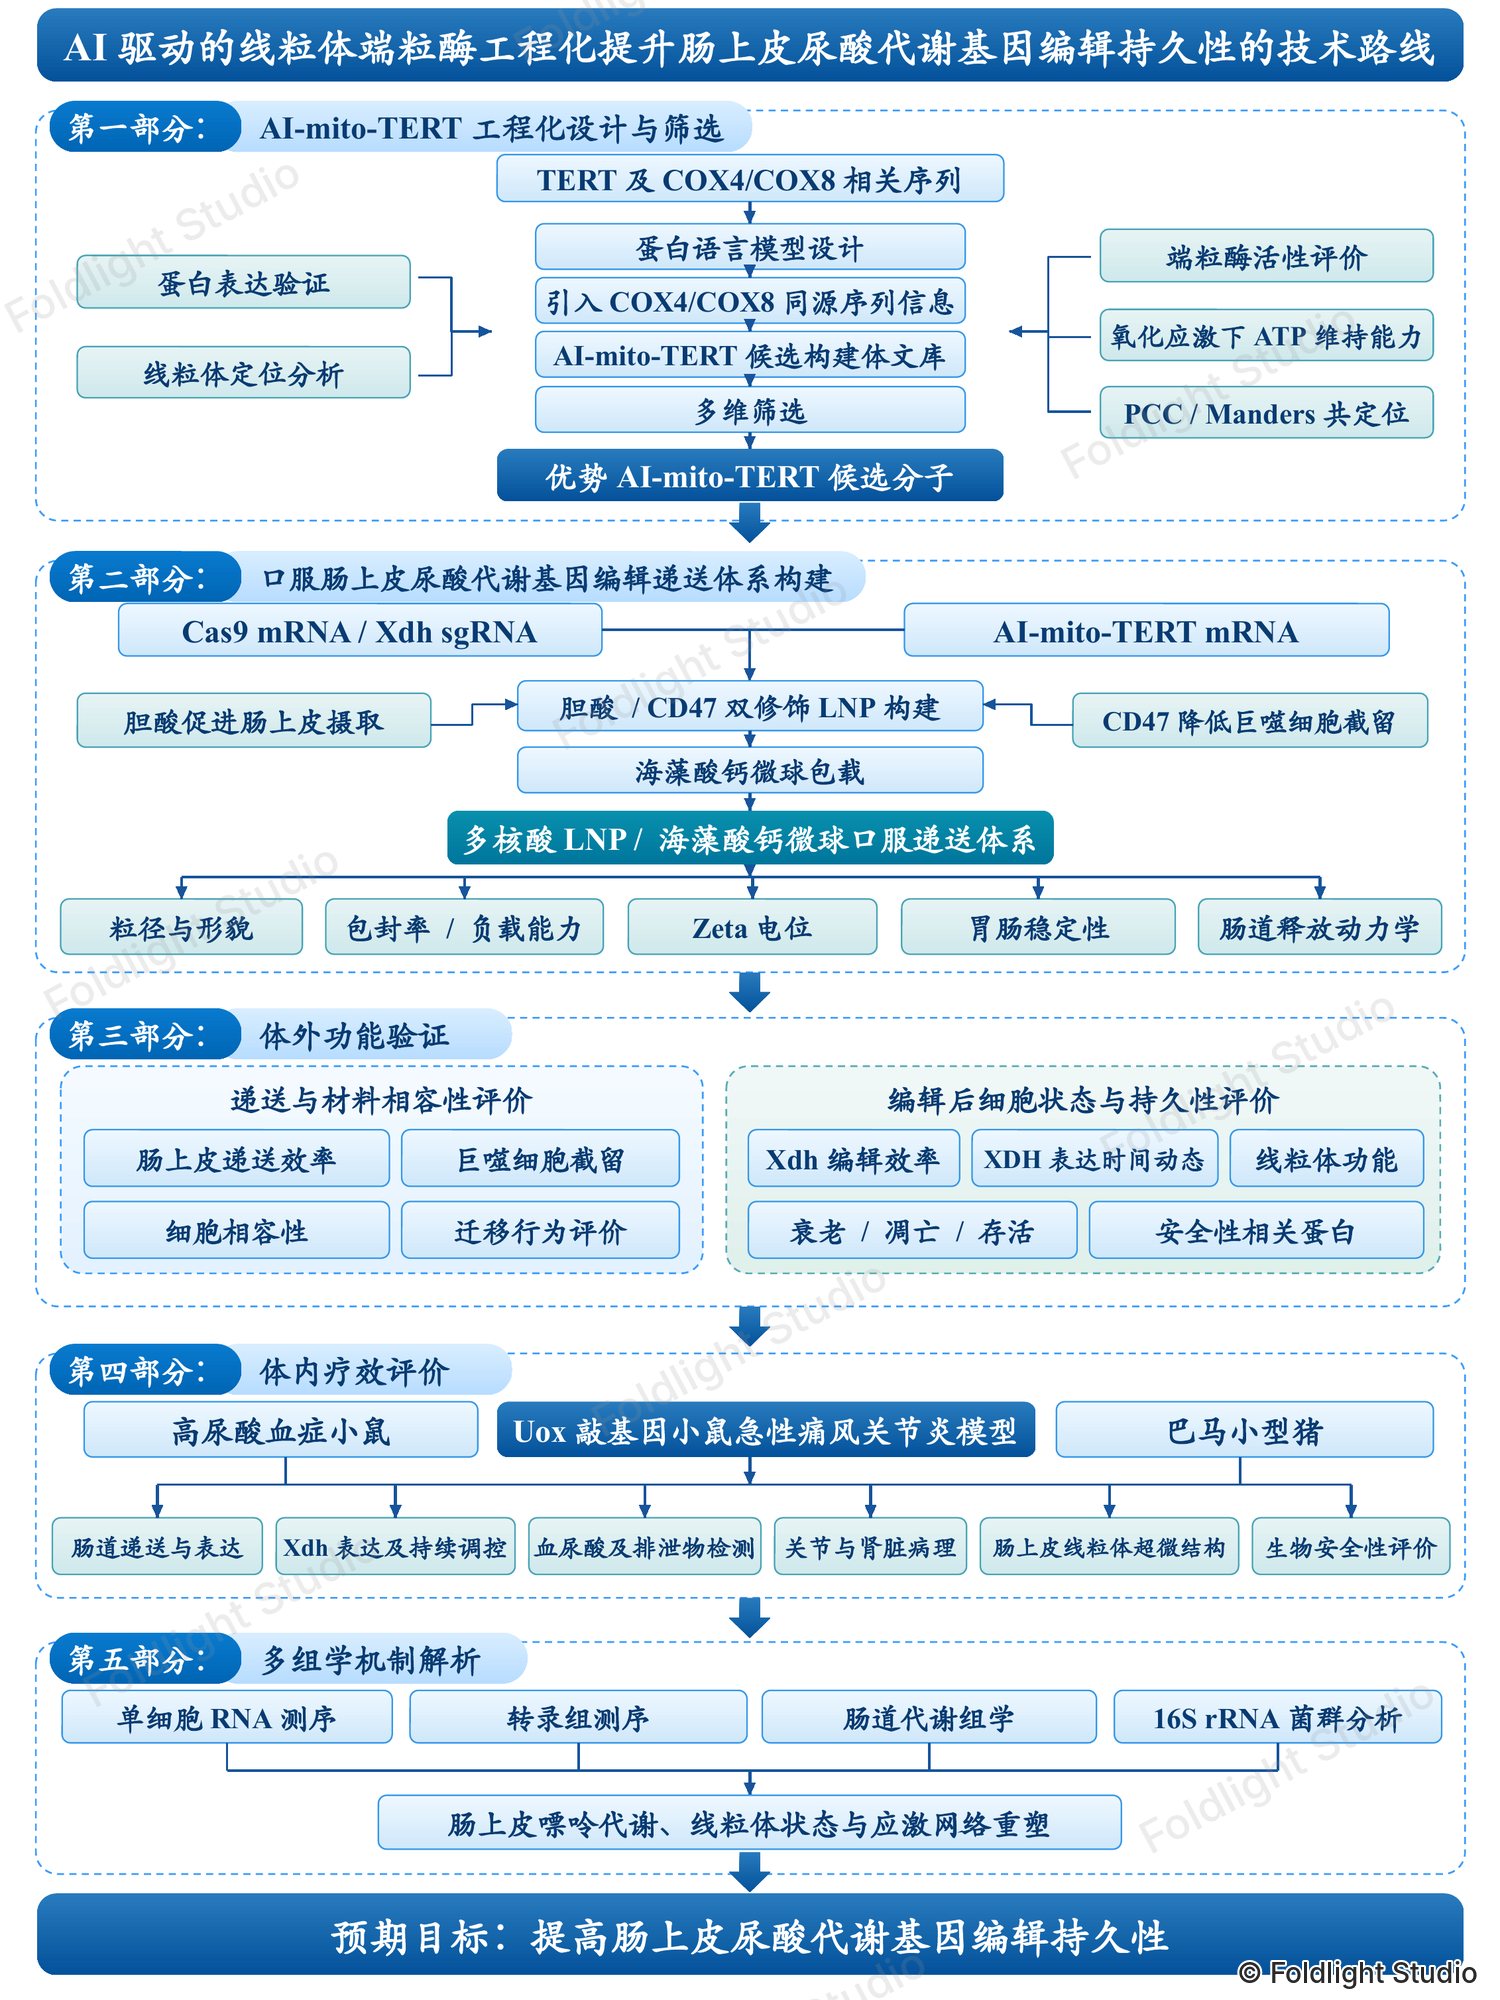 AI 驱动的线粒体端粒酶工程化提升肠上皮尿酸代谢基因编辑持久性的技术路线
第一部分： AI-mito-TERT 工程化设计与筛选
TERT 及 COX4/COX8 相关序列
蛋白语言模型设计
引入 COX4/COX8 同源序列信息
AI-mito-TERT 候选构建体文库
多维筛选
优势 AI-mito-TERT 候选分子
蛋白表达验证
线粒体定位分析
端粒酶活性评价
氧化应激下 ATP 维持能力
PCC / Manders 共定位
第二部分： 口服肠上皮尿酸代谢基因编辑递送体系构建
Cas9 mRNA / Xdh sgRNA
AI-mito-TERT mRNA
胆酸促进肠上皮摄取
胆酸 / CD47 双修饰 LNP 构建
CD47 降低巨噬细胞截留
海藻酸钙微球包载
多核酸 LNP / 海藻酸钙微球口服递送体系
粒径与形貌
包封率 / 负载能力
Zeta 电位
胃肠稳定性
肠道释放动力学
第三部分： 体外功能验证
递送与材料相容性评价
肠上皮递送效率
巨噬细胞截留
细胞相容性
迁移行为评价
编辑后细胞状态与持久性评价
Xdh 编辑效率
XDH 表达时间动态
线粒体功能
衰老 / 凋亡 / 存活
安全性相关蛋白
第四部分： 体内疗效评价
高尿酸血症小鼠
Uox 敲基因小鼠急性痛风关节炎模型
巴马小型猪
肠道递送与表达
Xdh 表达及持续调控
血尿酸及排泄物检测
关节与肾脏病理
肠上皮线粒体超微结构
生物安全性评价
第五部分： 多组学机制解析
单细胞 RNA 测序
转录组测序
肠道代谢组学
16S rRNA 菌群分析
肠上皮嘌呤代谢、线粒体状态与应激网络重塑
预期目标：提高肠上皮尿酸代谢基因编辑持久性
© Foldlight Studio
Foldlight Studio
Foldlight Studio
Foldlight Studio
Foldlight Studio
Foldlight Studio
Foldlight Studio
Foldlight Studio
Foldlight Studio
Foldlight Studio
Foldlight Studio